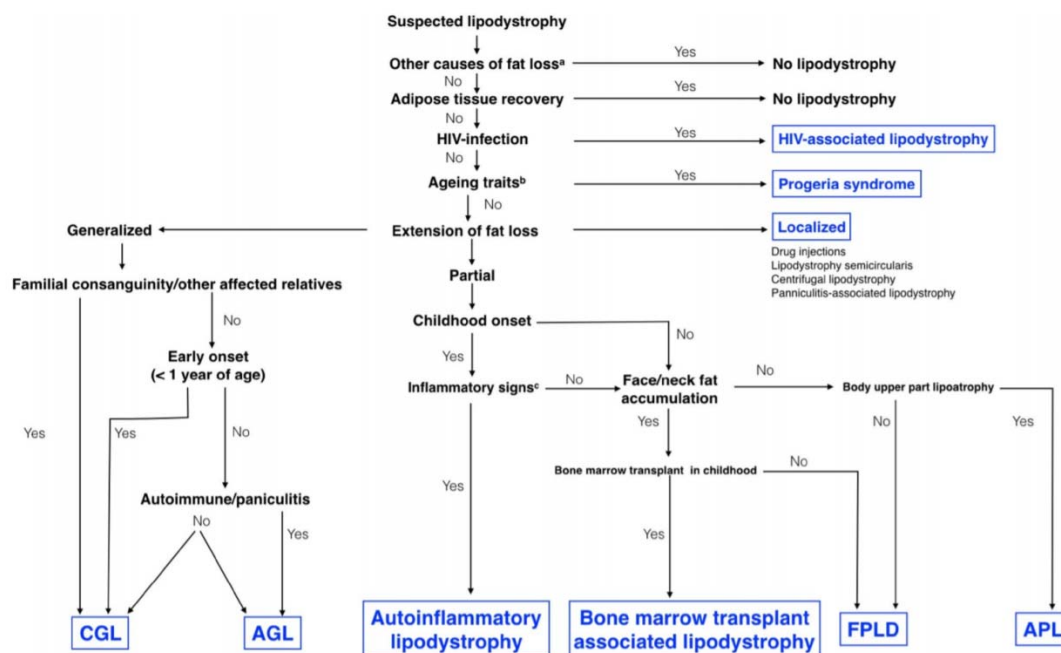 Suspected lipodystrophy
Yes
Other causes of fat lossᵃ
No lipodystrophy
No
Yes
Adipose tissue recovery
No lipodystrophy
No
Yes
HIV-infection
HIV-associated lipodystrophy
No
Yes
Ageing traitsᵇ
Progeria syndrome
No
Generalized
Extension of fat loss
Localized
Drug injections
Lipodystrophy semicircularis
Centrifugal lipodystrophy
Panniculitis-associated lipodystrophy
Partial
Familial consanguinity/other affected relatives
Childhood onset
No
No
Yes
Early onset
(< 1 year of age)
Inflammatory signsᶜ
No
Face/neck fat
accumulation
No
Body upper part lipoatrophy
Yes
Yes
No
Yes
No
Yes
Bone marrow transplant in childhood
No
Yes
Autoimmune/paniculitis
No
Yes
Yes
CGL
AGL
Autoinflammatory
lipodystrophy
Bone marrow transplant
associated lipodystrophy
FPLD
APL